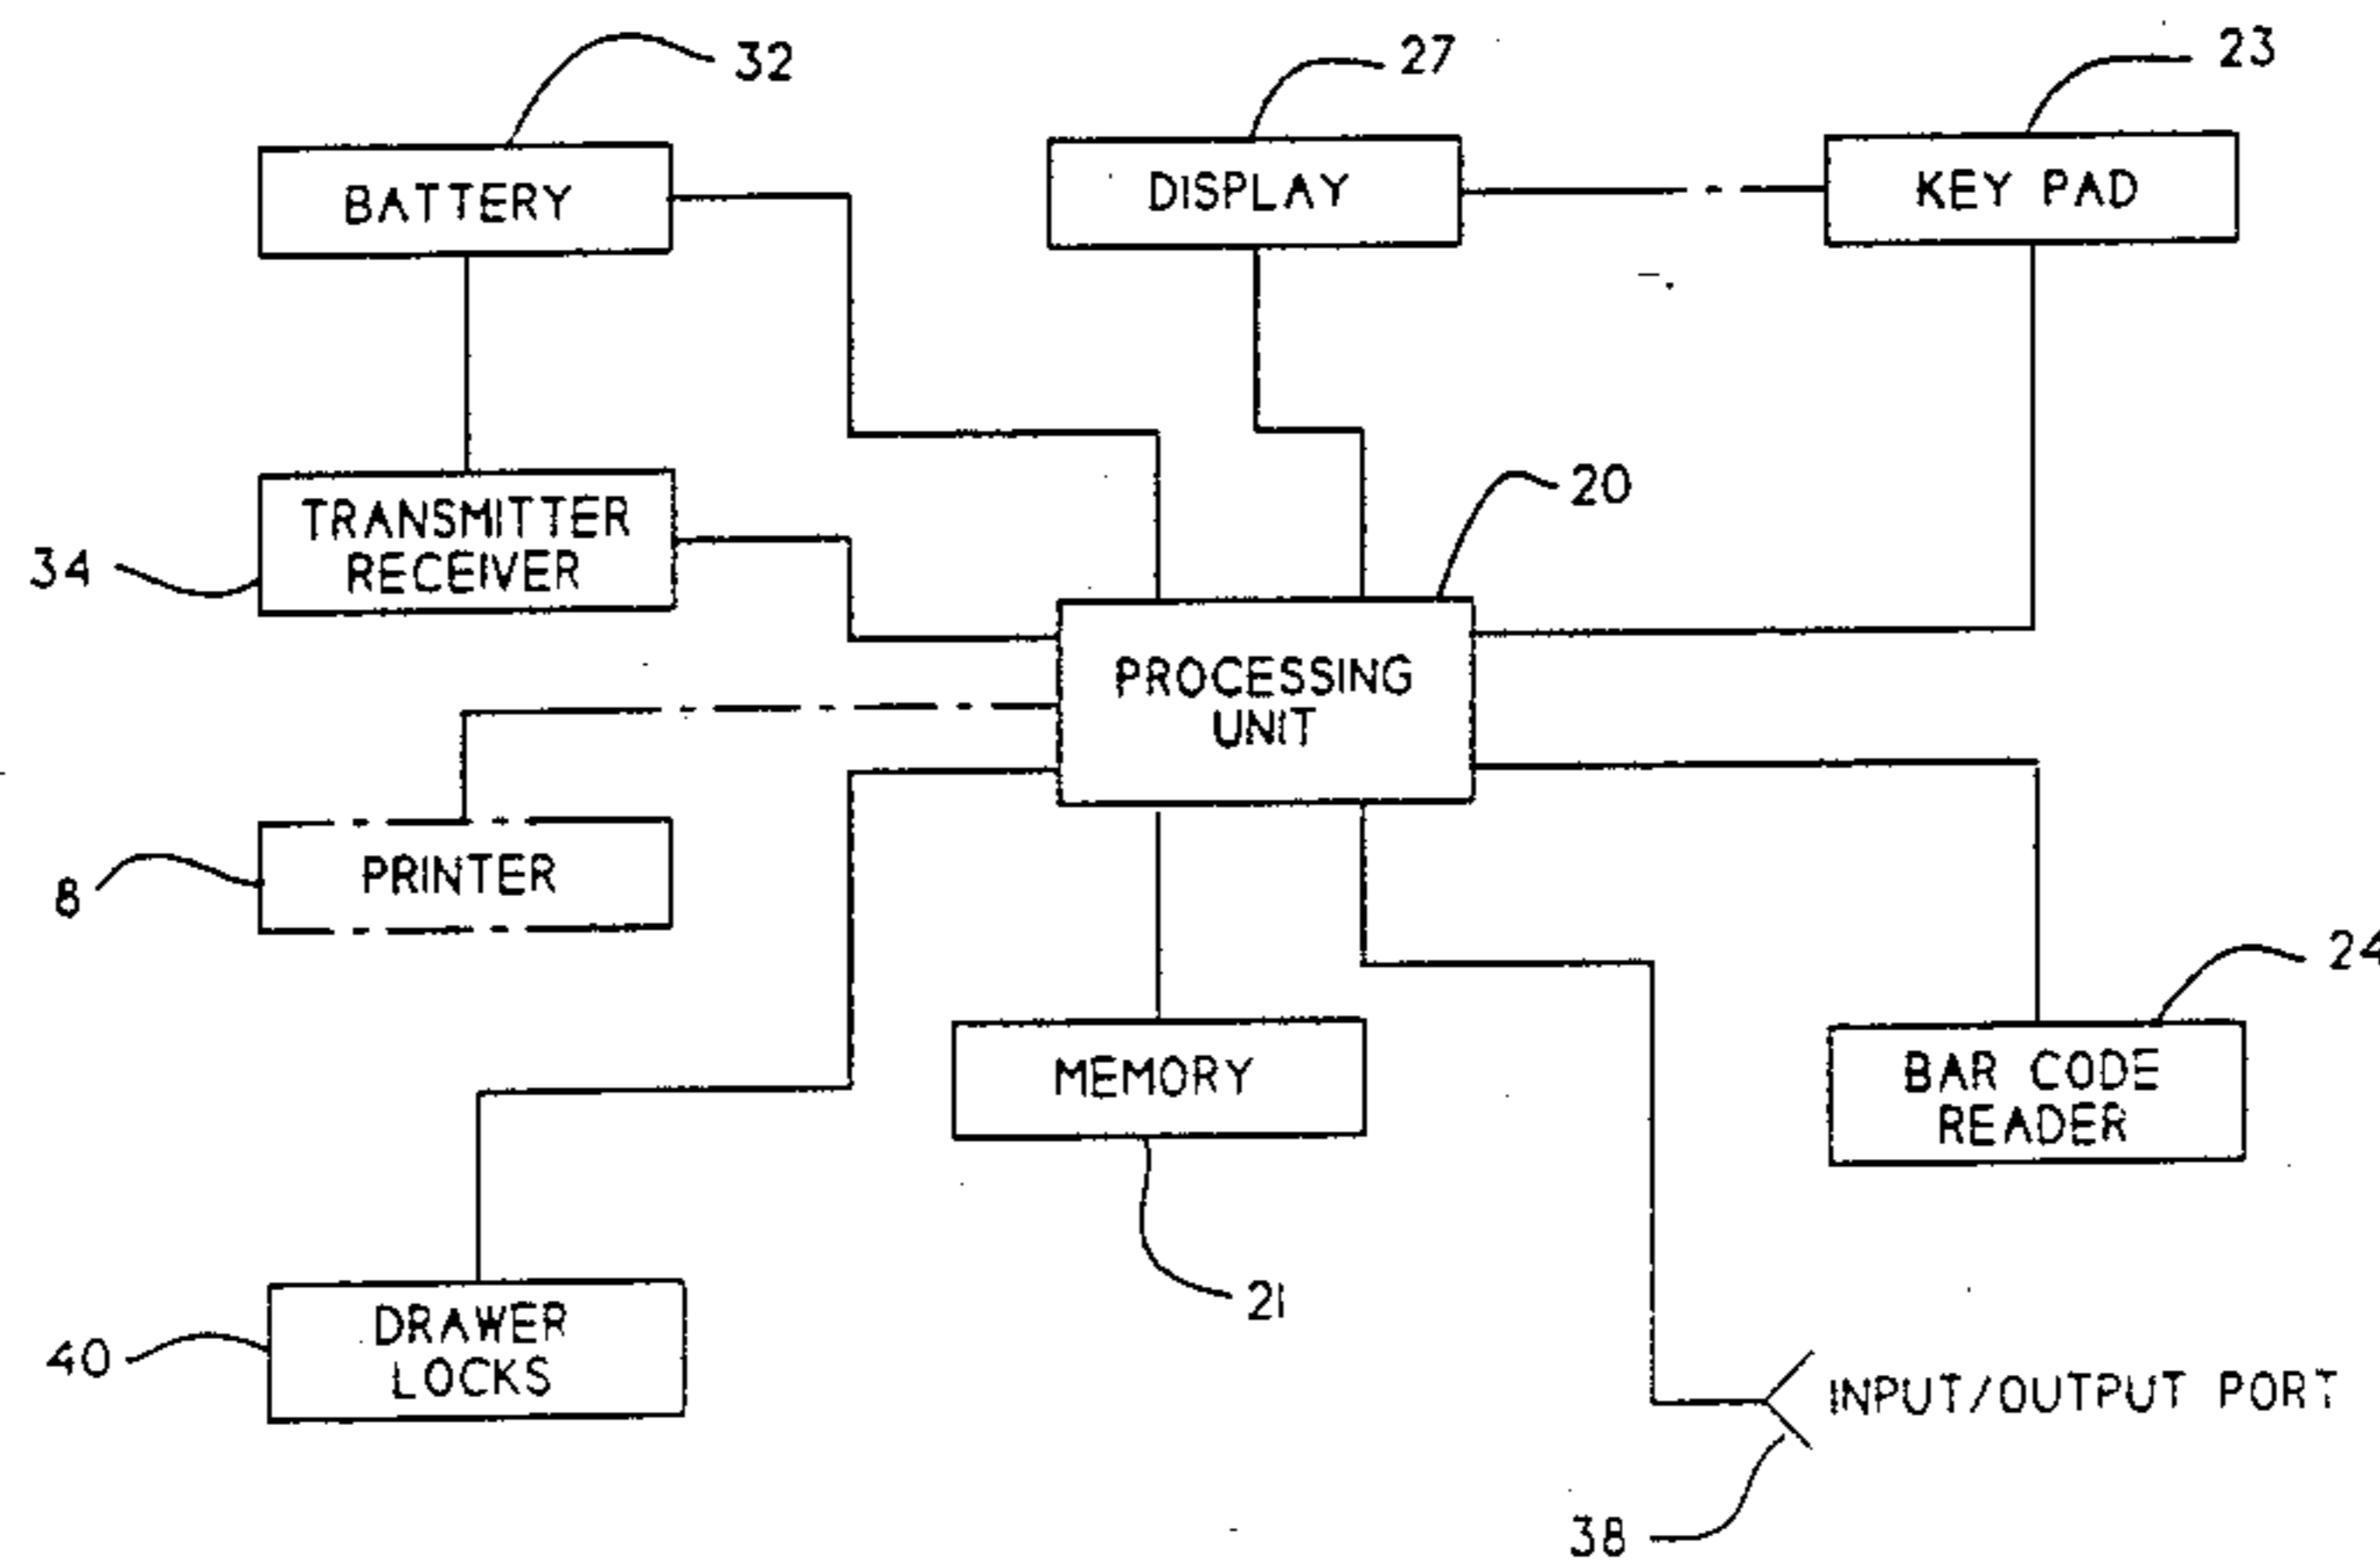 32
27
23
BATTERY
DISPLAY
KEY PAD
20
TRANSMITTER
RECEIVER
34
PROCESSING
UNIT
PRINTER
8
24
MEMORY
BAR CODE
READER
21
DRAWER
LOCKS
40
INPUT/OUTPUT PORT
38